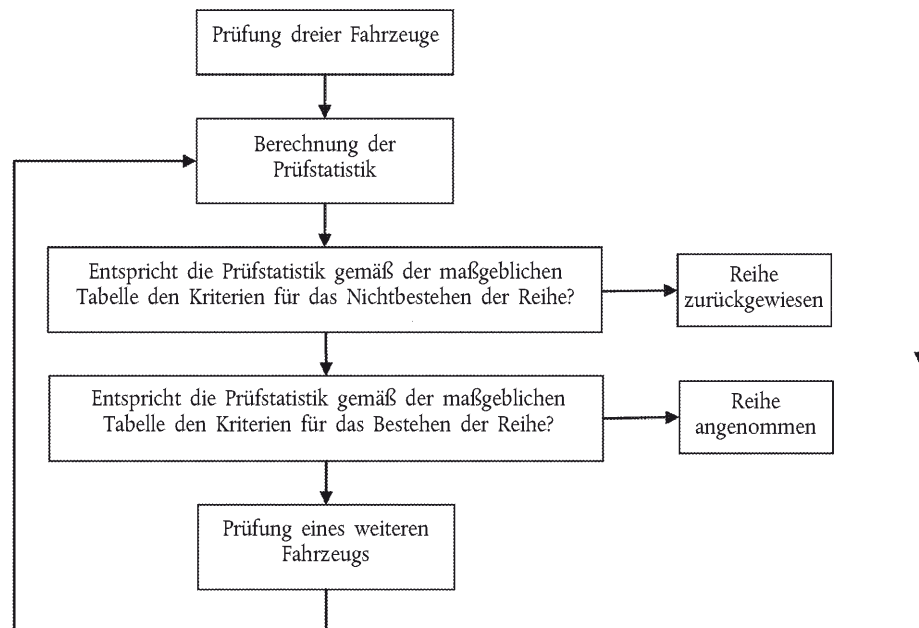 Prüfung dreier Fahrzeuge
Berechnung der
Prüfstatistik
Entspricht die Prüfstatistik gemäß der maßgeblichen
Tabelle den Kriterien für das Nichtbestehen der Reihe?
Reihe
zurückgewiesen
Entspricht die Prüfstatistik gemäß der maßgeblichen
Tabelle den Kriterien für das Bestehen der Reihe?
Reihe
angenommen
Prüfung eines weiteren
Fahrzeugs